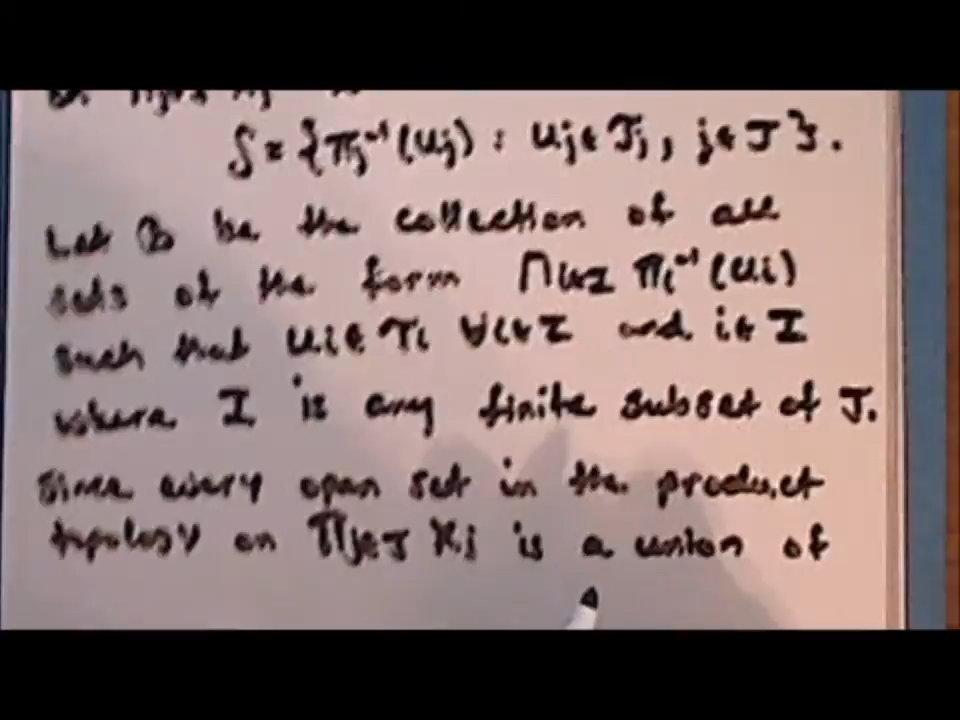 S = {π_j⁻¹(U_j) : U_j ∈ T_j, j ∈ J}.
Let B be the collection of all
sets of the form ∩_{i∈I} π_i⁻¹(U_i)
such that U_i ∈ T_i ∀i∈I and i ∈ I
where I is any finite subset of J.
Since every open set in the product
topology on Π_{j∈J} X_j is a union of